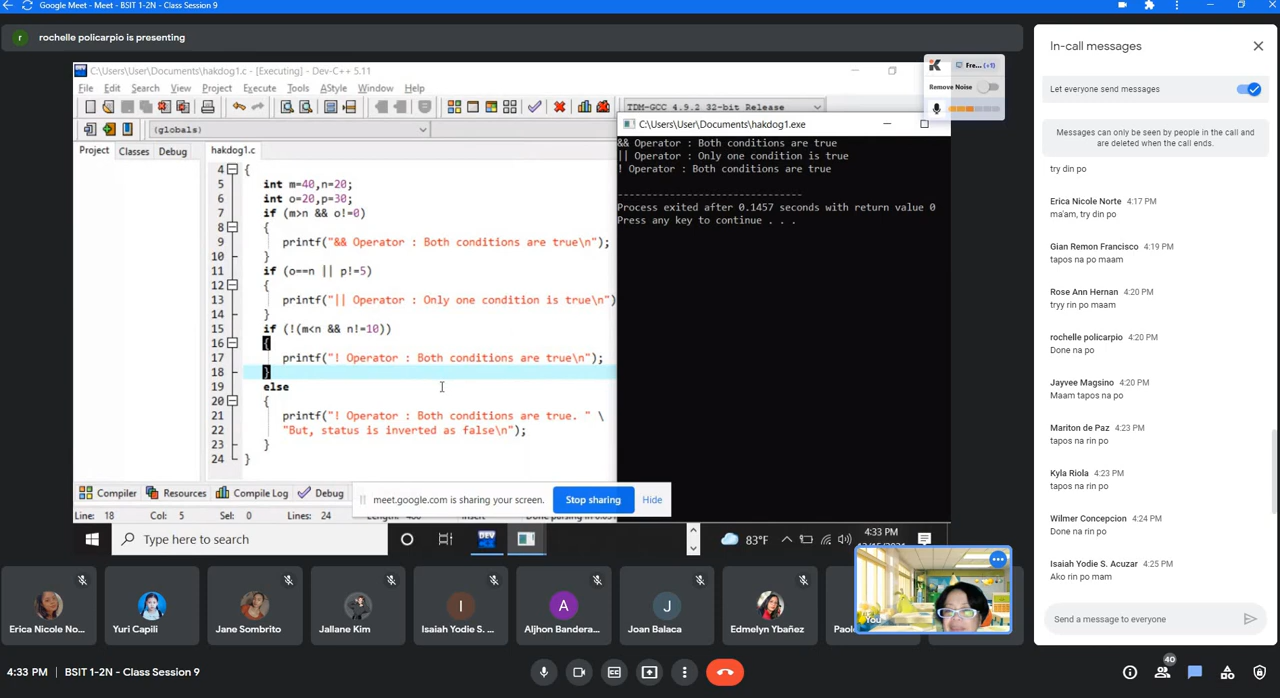 Google Meet - Meet - BSIT 1-2N - Class Session 9
r rochelle policarpio is presenting
C:\Users\User\Documents\hakdog1.c - [Executing] - Dev-C++ 5.11
File Edit Search View Project Execute Tools AStyle Window Help
TDM-GCC 4.9.2 32-bit Release
(globals)
Project Classes Debug
hakdog1.c
4 {
5 int m=40,n=20;
6 int o=20,p=30;
7 if (m>n && o!=0)
8 {
9 printf("&& Operator : Both conditions are true\n");
10 }
11 if (o==n || p!=5)
12 {
13 printf("|| Operator : Only one condition is true\n")
14 }
15 if (!(m<n && n!=10))
16 {
17 printf("! Operator : Both conditions are true\n");
18 }
19 else
20 {
21 printf("! Operator : Both conditions are true. " \
22 "But, status is inverted as false\n");
23 }
24 }
Compiler Resources Compile Log Debug
Line: 18 Col: 5 Sel: 0 Lines: 24
meet.google.com is sharing your screen. Stop sharing Hide
K Fre... (x1)
Remove Noise
C:\Users\User\Documents\hakdog1.exe
&& Operator : Both conditions are true
|| Operator : Only one condition is true
! Operator : Both conditions are true
--------------------------------
Process exited after 0.1457 seconds with return value 0
Press any key to continue . . .
Type here to search
DEV
83°F
4:33 PM
You
Erica Nicole No...
Yuri Capili
Jane Sombrito
Jallane Kim
I
Isaiah Yodie S. ...
A
Aljhon Bandera...
J
Joan Balaca
Edmelyn Ybañez
4:33 PM | BSIT 1-2N - Class Session 9
40
In-call messages
Let everyone send messages
Messages can only be seen by people in the call and
are deleted when the call ends.
try din po
Erica Nicole Norte 4:17 PM
ma'am, try din po
Gian Remon Francisco 4:19 PM
tapos na po maam
Rose Ann Hernan 4:20 PM
tryy rin po maam
rochelle policarpio 4:20 PM
Done na po
Jayvee Magsino 4:20 PM
Maam tapos na po
Mariton de Paz 4:23 PM
tapos na rin po
Kyla Riola 4:23 PM
tapos na rin po
Wilmer Concepcion 4:24 PM
Done na rin po
Isaiah Yodie S. Acuzar 4:25 PM
Ako rin po mam
Send a message to everyone